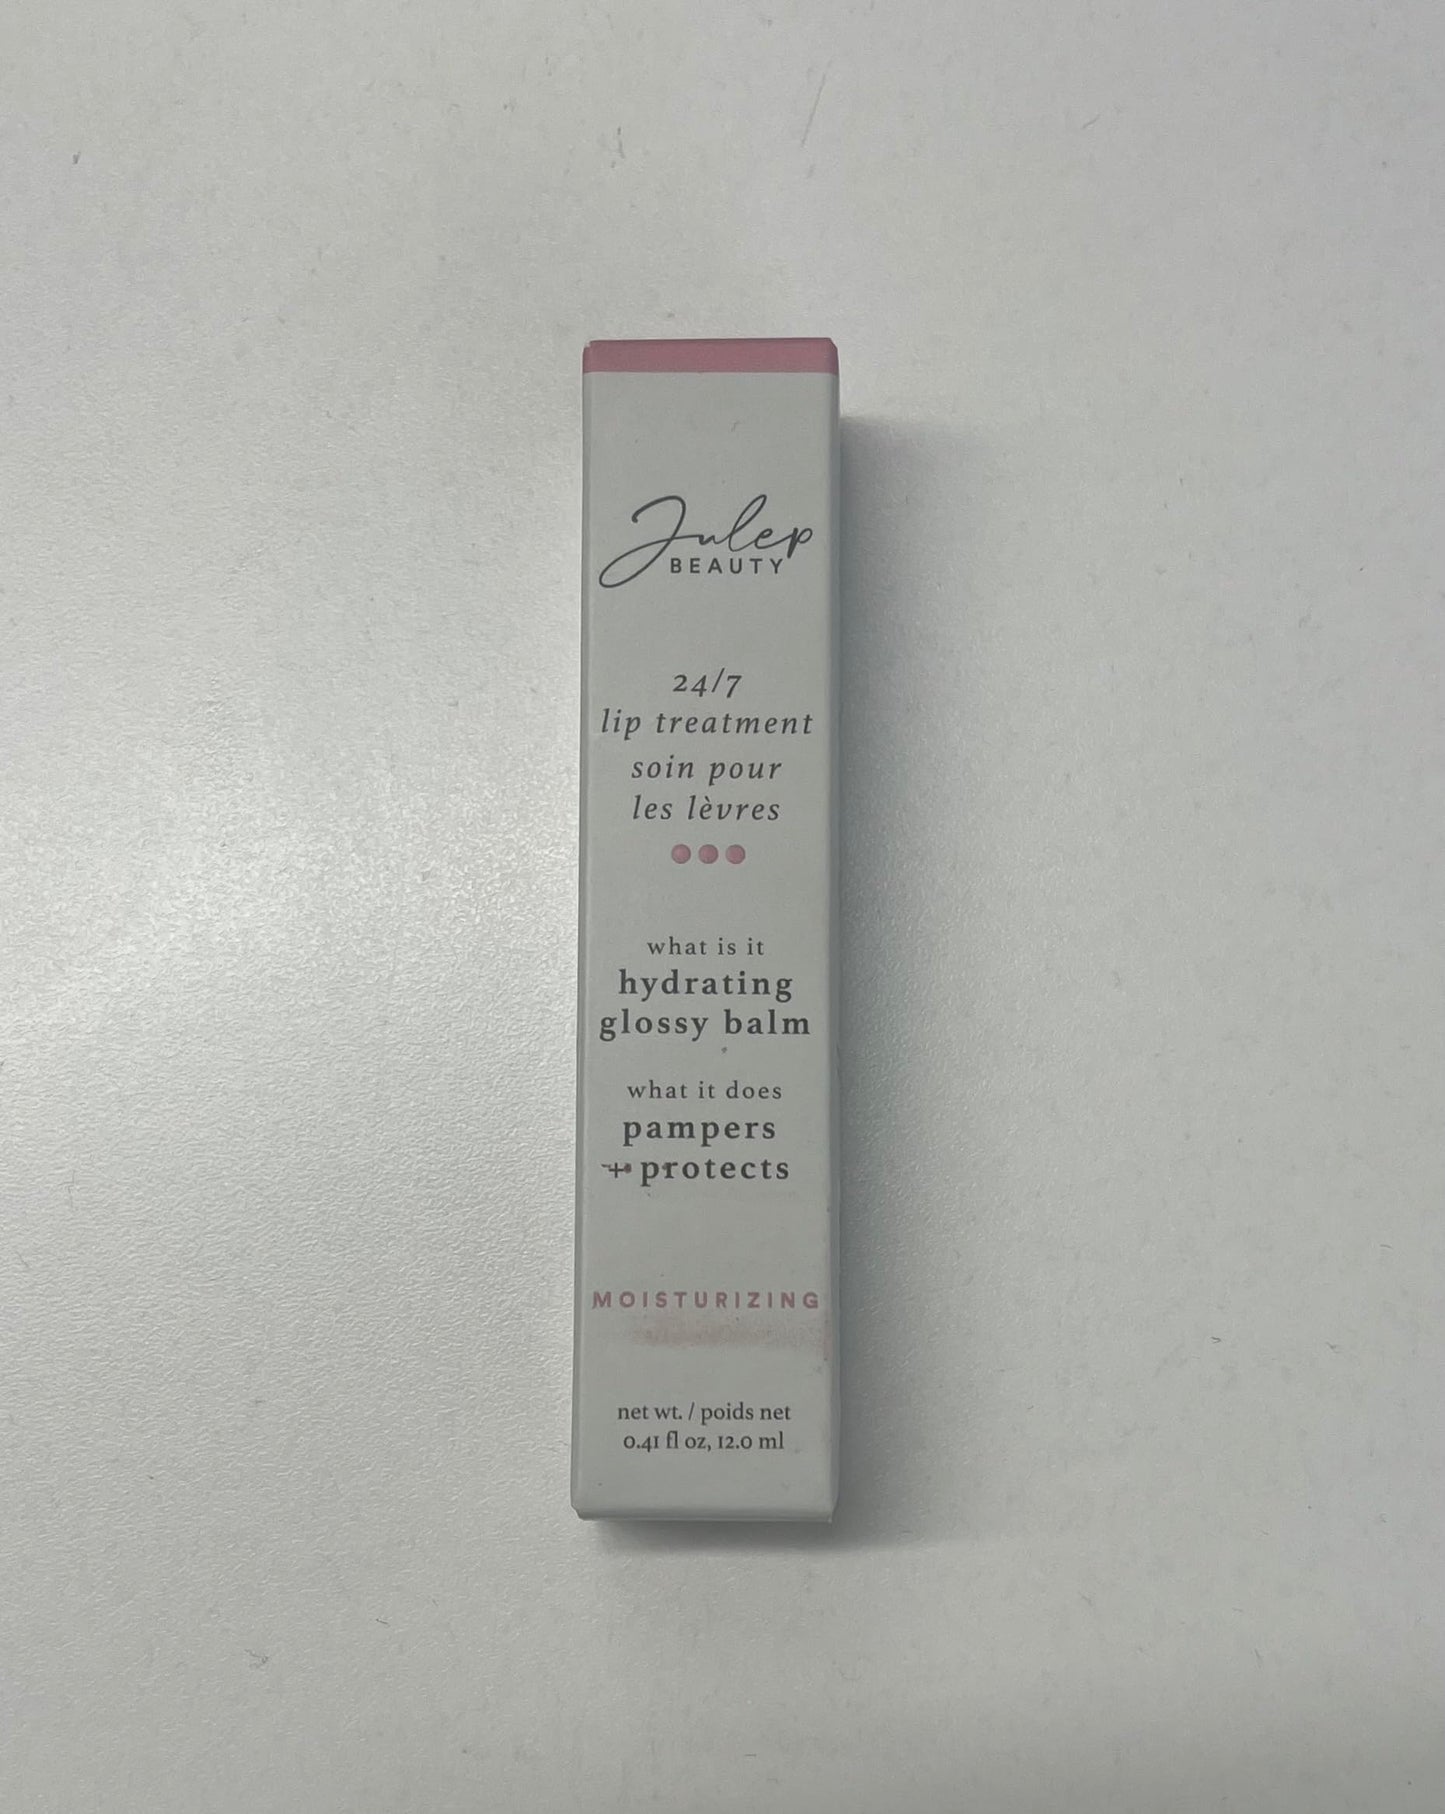 Julep
BEAUTY
24/7
lip treatment
soin pour
les lèvres
what is it
hydrating
glossy balm
what it does
pampers
+ protects
MOISTURIZING
net wt. / poids net
0.41 fl oz, 12.0 ml